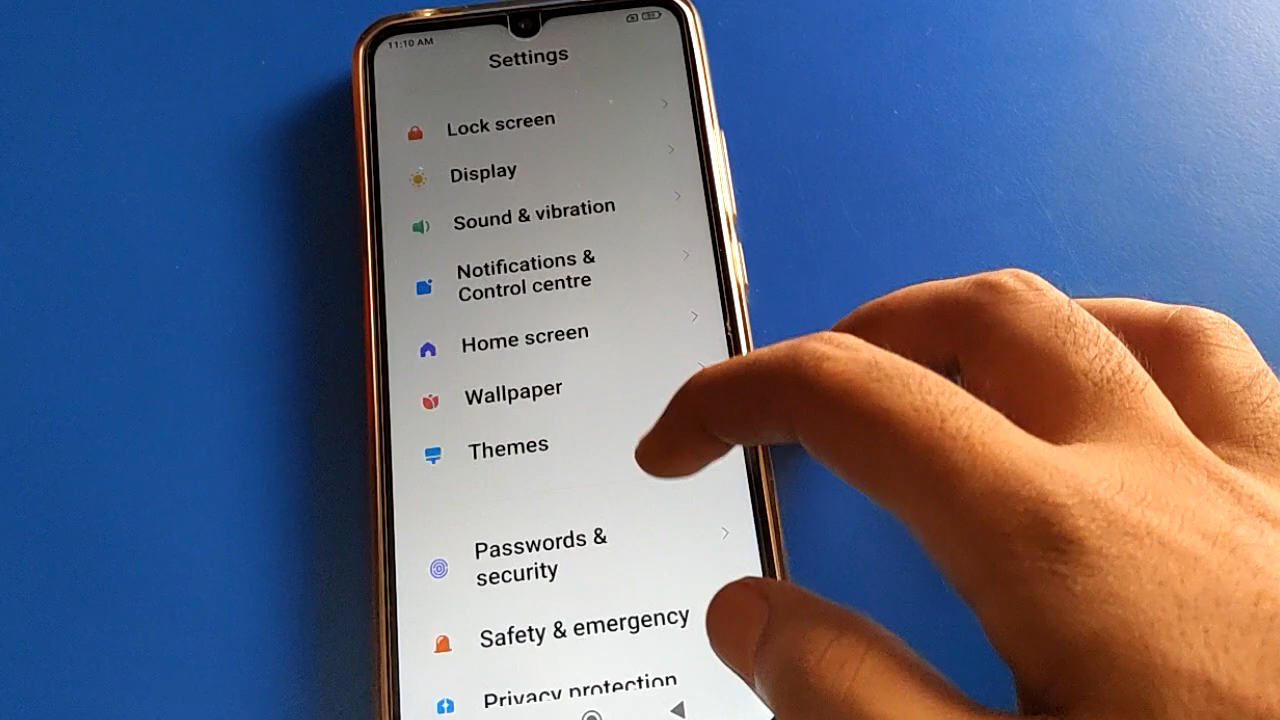 11:10 AM
Settings
Lock screen
Display
Sound & vibration
Notifications &
Control centre
Home screen
Wallpaper
Themes
Passwords &
security
Safety & emergency
Privacy protection